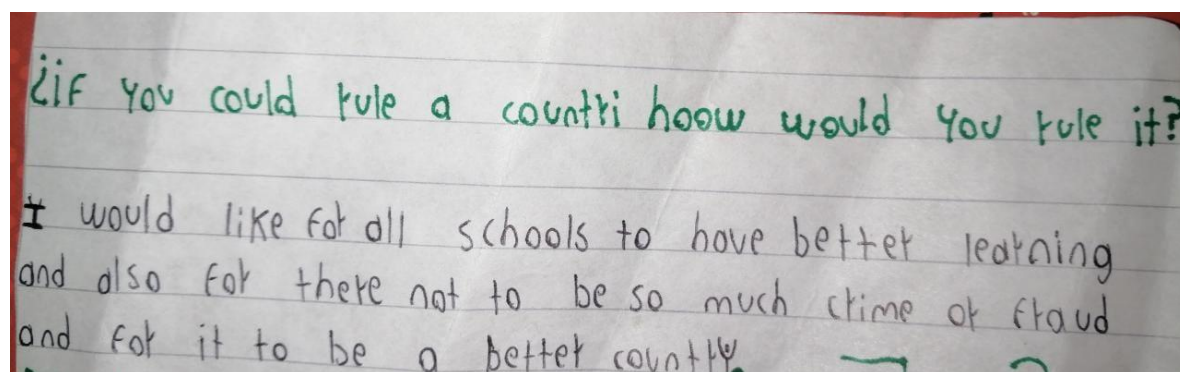 ¿if you could rule a countri hoow would you rule it?
I would like for all schools to have better learning
and also for there not to be so much crime or fraud
and for it to be a better country.